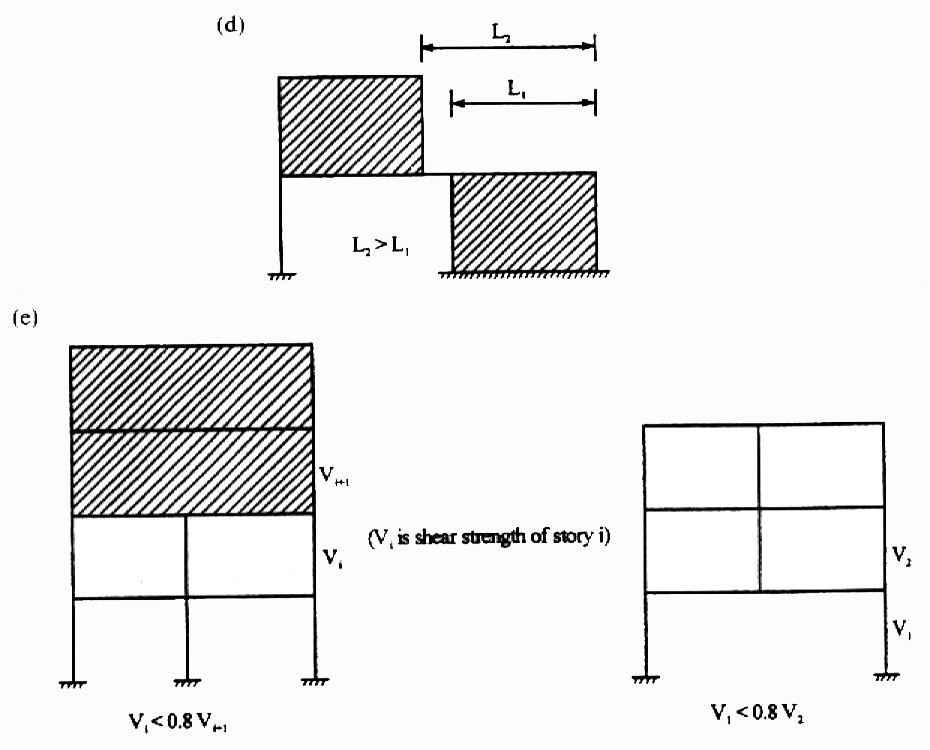 (d)
L₂
L₁
L₂ > L₁
(e)
Vᵢ₊₁
(Vᵢ is shear strength of story i)
Vᵢ
V₂
V₁
Vᵢ < 0.8 Vᵢ₊₁
V₁ < 0.8 V₂